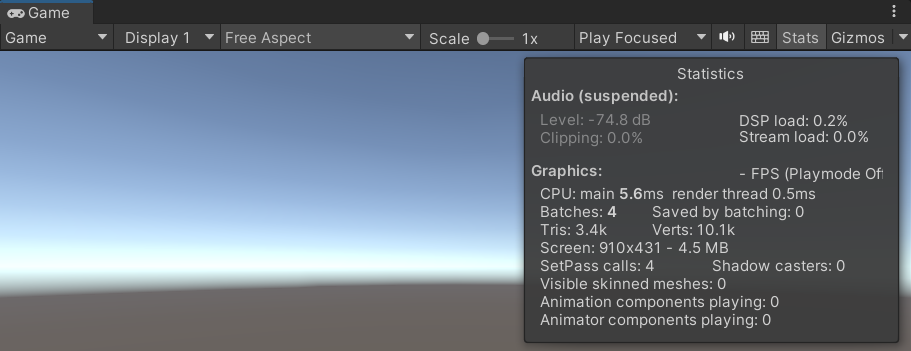 Game
Game Display 1 Free Aspect Scale 1x Play Focused Stats Gizmos
Statistics
Audio (suspended):
Level: -74.8 dB DSP load: 0.2%
Clipping: 0.0% Stream load: 0.0%
Graphics: - FPS (Playmode Off
CPU: main 5.6ms render thread 0.5ms
Batches: 4 Saved by batching: 0
Tris: 3.4k Verts: 10.1k
Screen: 910x431 - 4.5 MB
SetPass calls: 4 Shadow casters: 0
Visible skinned meshes: 0
Animation components playing: 0
Animator components playing: 0